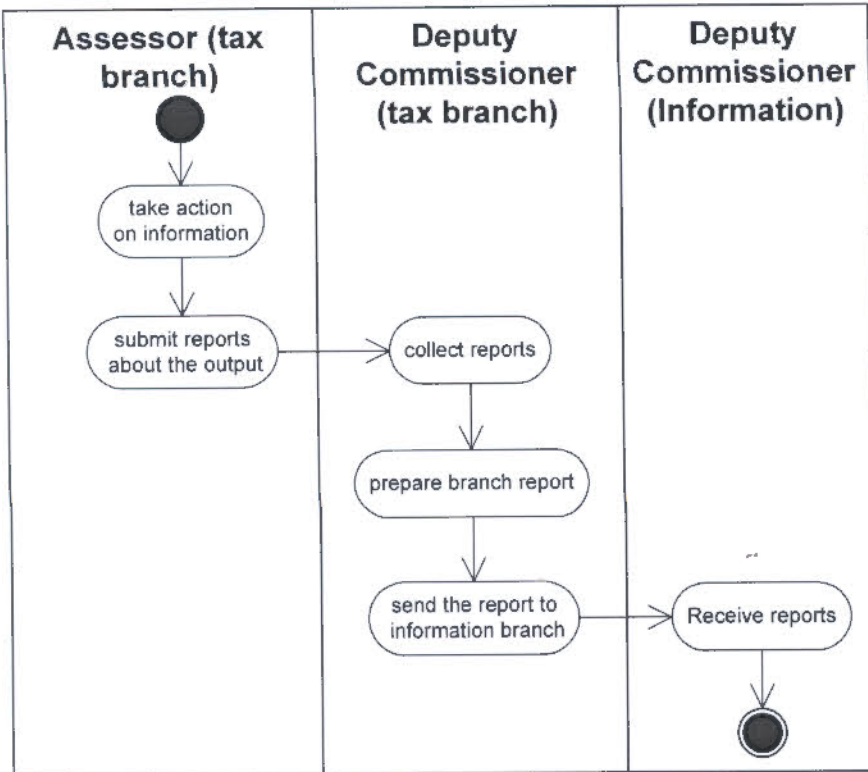 Assessor (tax
branch)
Deputy
Commissioner
(tax branch)
Deputy
Commissioner
(Information)
take action
on information
submit reports
about the output
collect reports
prepare branch report
send the report to
information branch
Receive reports